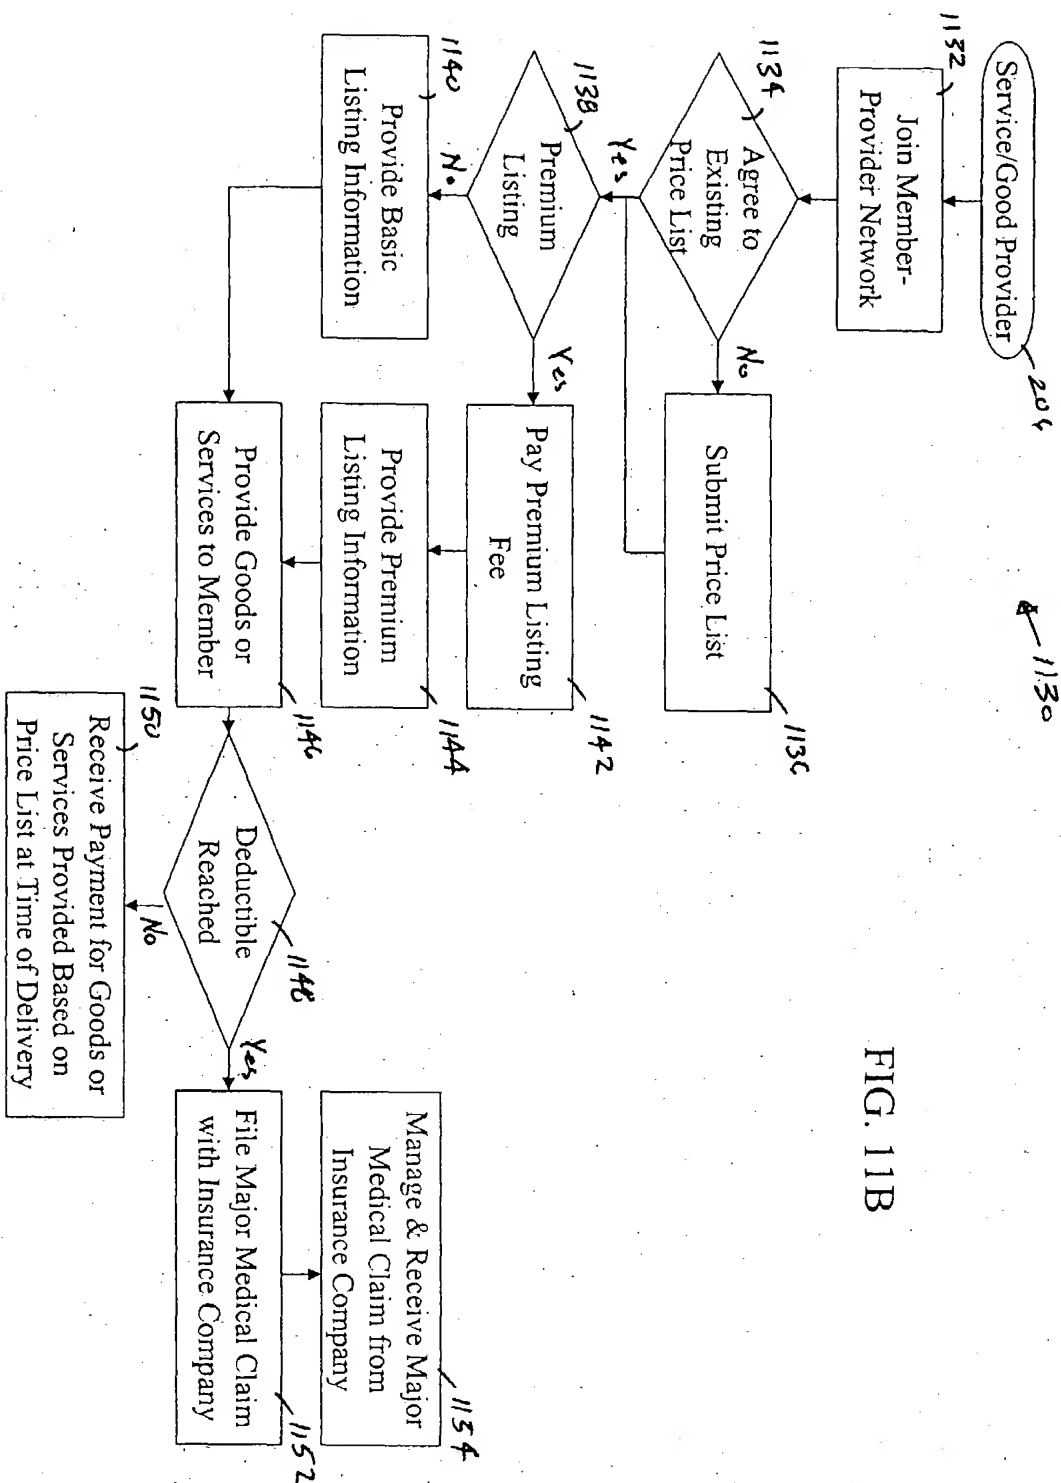 1130
Service/Good Provider
204
1132
Join Member-
Provider Network
1134
Agree to
Existing
Price List
No
Submit Price List
1136
Yes
1138
Premium
Listing
Yes
Pay Premium Listing
Fee
1142
No
1140
Provide Basic
Listing Information
Provide Premium
Listing Information
1144
Provide Goods or
Services to Member
1146
Deductible
Reached
1148
Yes
File Major Medical Claim
with Insurance Company
1152
Manage & Receive Major
Medical Claim from
Insurance Company
1154
No
1150
Receive Payment for Goods or
Services Provided Based on
Price List at Time of Delivery
FIG. 11B